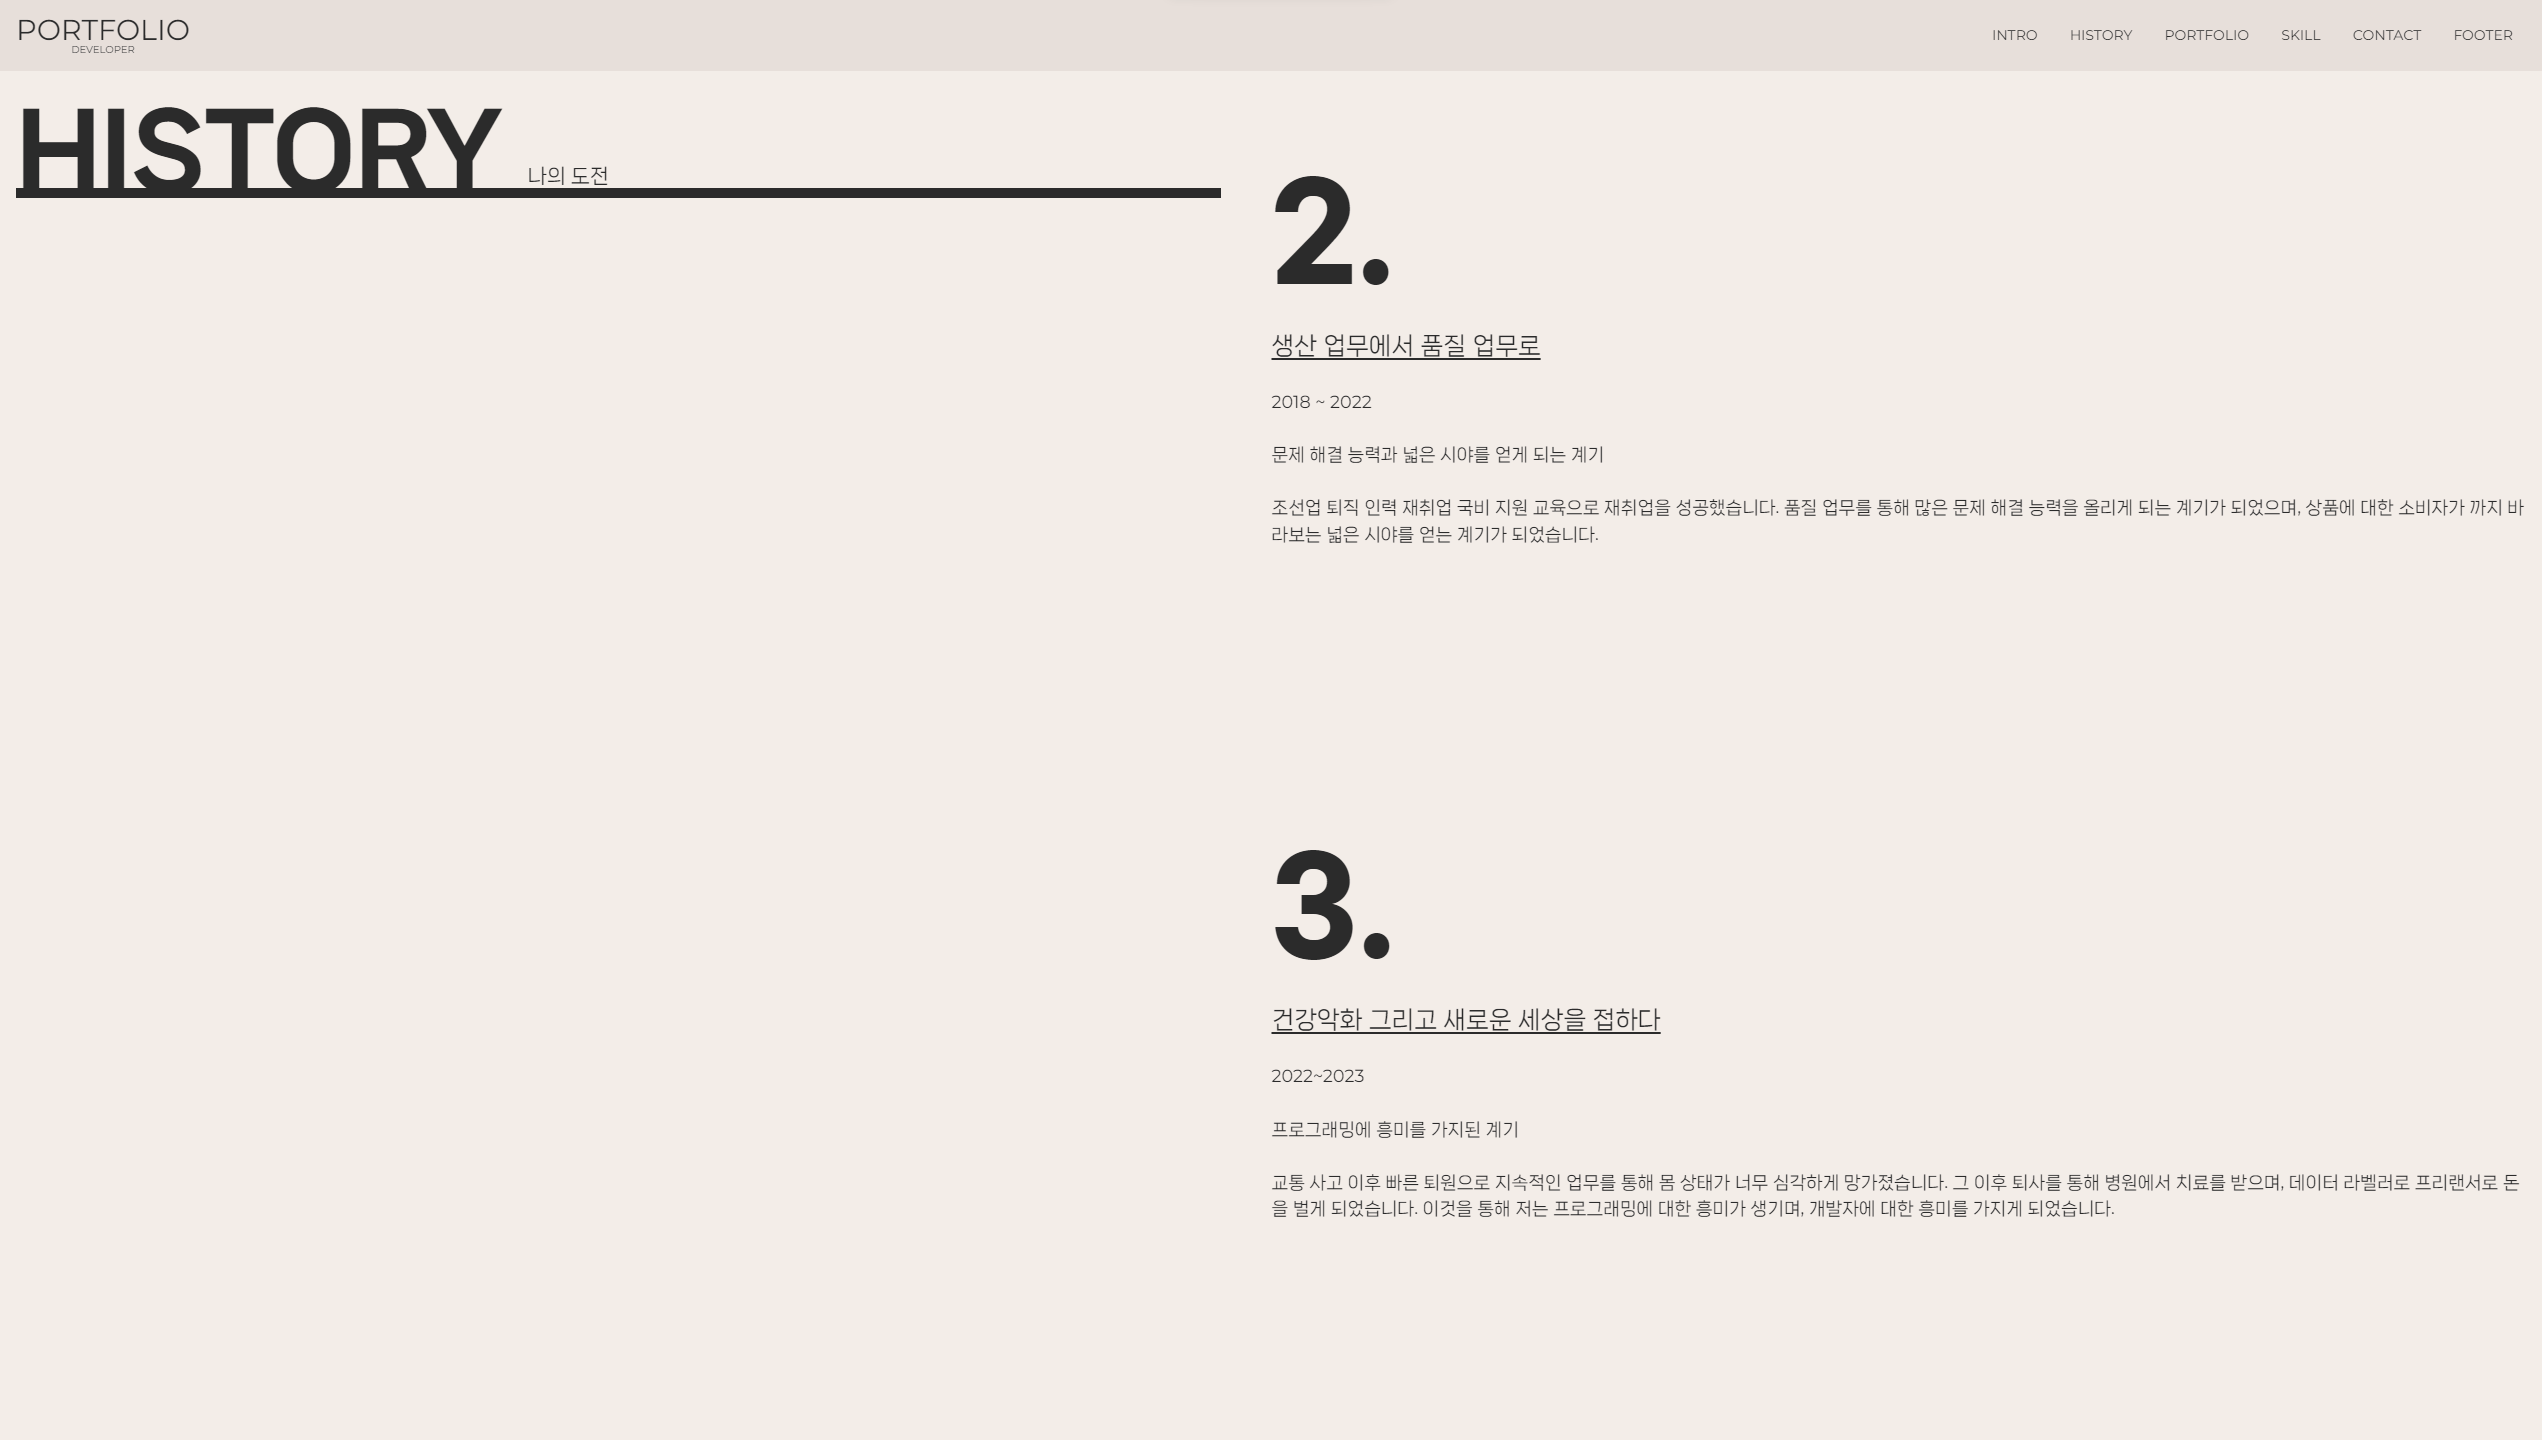 PORTFOLIO
DEVELOPER
INTRO HISTORY PORTFOLIO SKILL CONTACT FOOTER
HISTORY 나의 도전
2.
생산 업무에서 품질 업무로
2018 ~ 2022
문제 해결 능력과 넓은 시야를 얻게 되는 계기
조선업 퇴직 인력 재취업 국비 지원 교육으로 재취업을 성공했습니다. 품질 업무를 통해 많은 문제 해결 능력을 올리게 되는 계기가 되었으며, 상품에 대한 소비자가 까지 바
라보는 넓은 시야를 얻는 계기가 되었습니다.
3.
건강악화 그리고 새로운 세상을 접하다
2022~2023
프로그래밍에 흥미를 가지된 계기
교통 사고 이후 빠른 퇴원으로 지속적인 업무를 통해 몸 상태가 너무 심각하게 망가졌습니다. 그 이후 퇴사를 통해 병원에서 치료를 받으며, 데이터 라벨러로 프리랜서로 돈
을 벌게 되었습니다. 이것을 통해 저는 프로그래밍에 대한 흥미가 생기며, 개발자에 대한 흥미를 가지게 되었습니다.